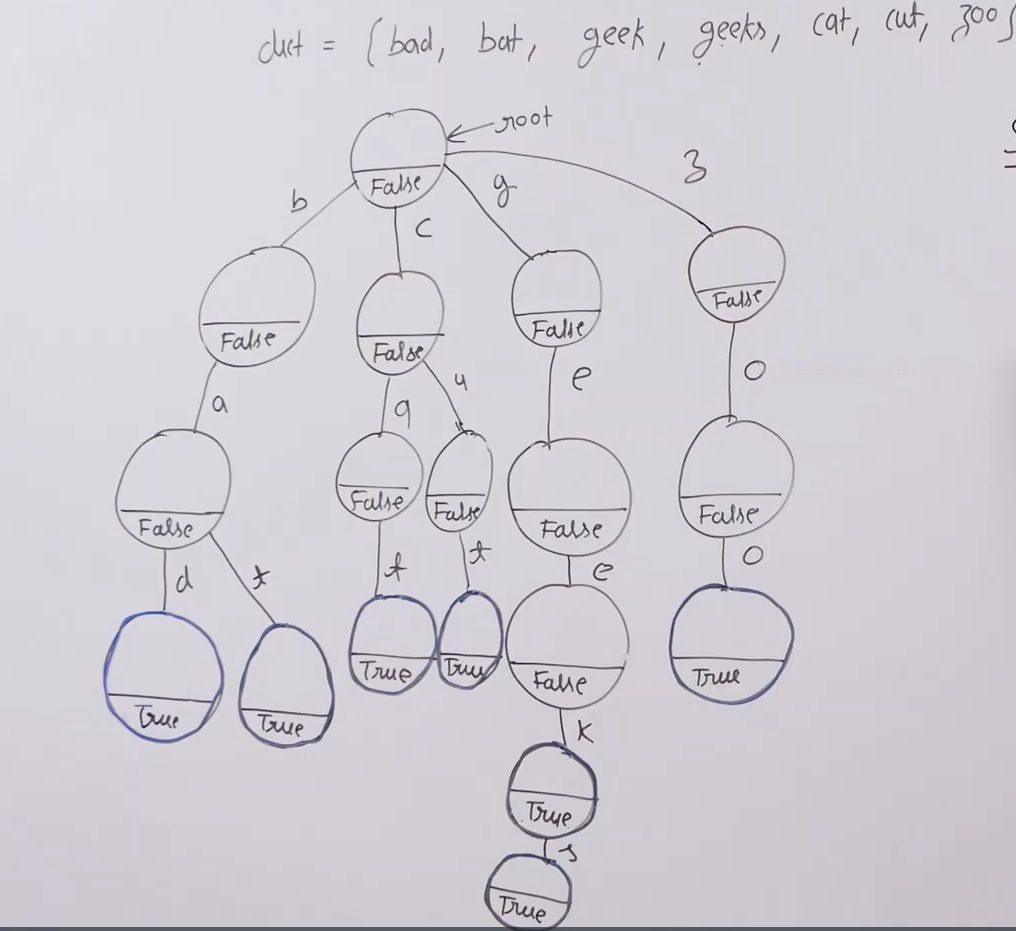 dict = {bad, bat, geek, geeks, cat, cut, zoo}
root
False
b
c
g
z
False
False
False
False
a
a
u
e
o
False
False
False
False
False
d
t
t
t
e
o
True
True
True
True
False
True
k
True
s
True